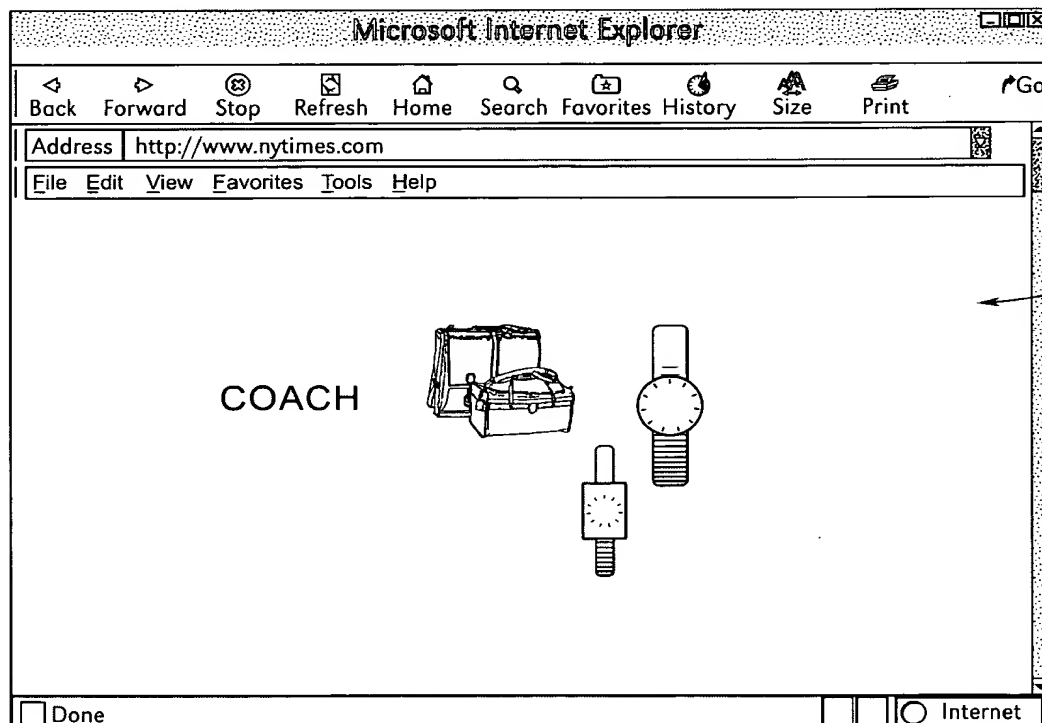 Microsoft Internet Explorer
Back Forward Stop Refresh Home Search Favorites History Size Print Go
Address http://www.nytimes.com
File Edit View Favorites Tools Help
COACH
Done Internet